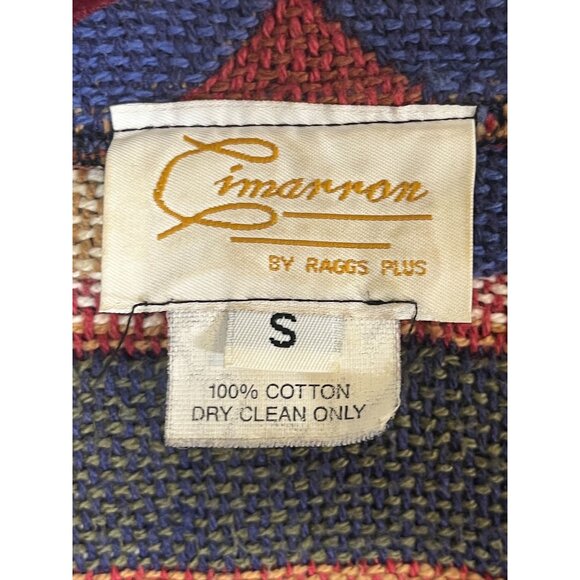 Cimarron
BY RAGGS PLUS
S
100% COTTON
DRY CLEAN ONLY